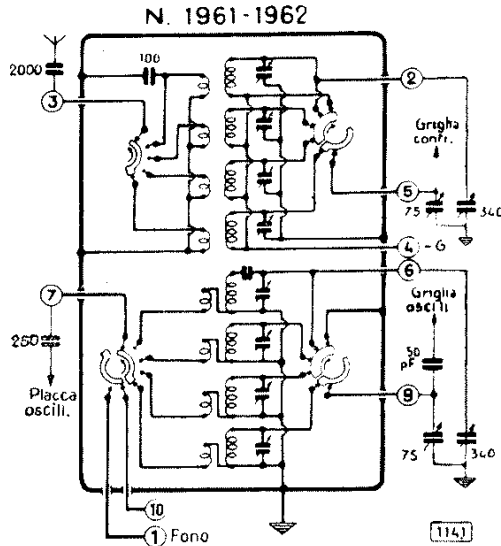 N. 1961-1962
2000
100
3
2
Griglia
contr.
5
75
340
4 -G
6
7
Griglia
oscill.
250
50
pF
Placca
oscill.
9
75
340
10
1 Fono
1141